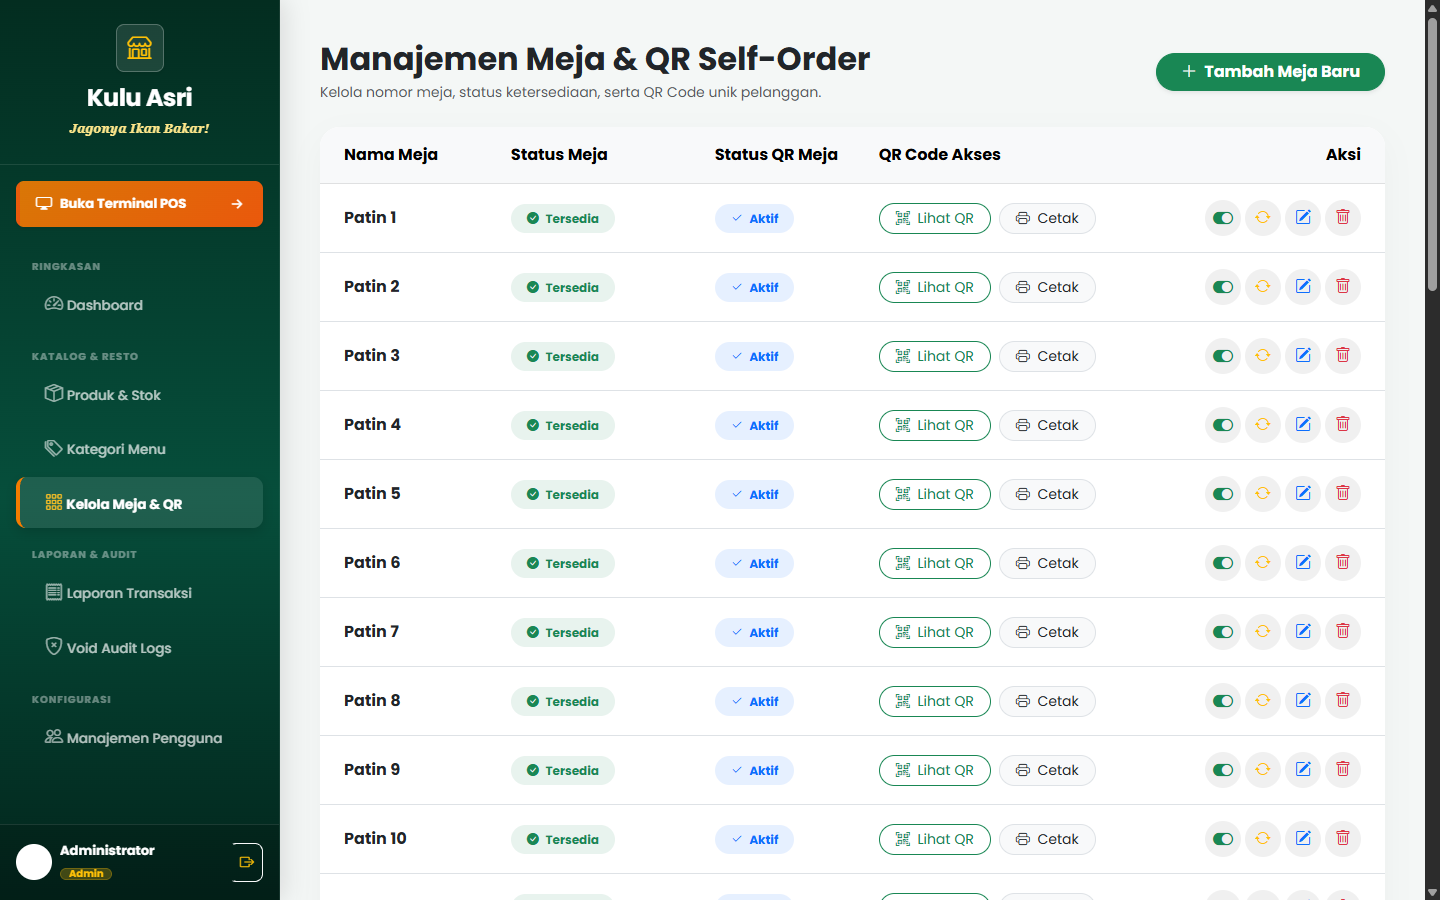 Kulu Asri
Jagonya Ikan Bakar!
Buka Terminal POS
RINGKASAN
Dashboard
KATALOG & RESTO
Produk & Stok
Kategori Menu
Kelola Meja & QR
LAPORAN & AUDIT
Laporan Transaksi
Void Audit Logs
KONFIGURASI
Manajemen Pengguna
Administrator
Admin
Manajemen Meja & QR Self-Order
Kelola nomor meja, status ketersediaan, serta QR Code unik pelanggan.
Tambah Meja Baru
Nama Meja Status Meja Status QR Meja QR Code Akses Aksi
Patin 1 Tersedia Aktif Lihat QR Cetak
Patin 2 Tersedia Aktif Lihat QR Cetak
Patin 3 Tersedia Aktif Lihat QR Cetak
Patin 4 Tersedia Aktif Lihat QR Cetak
Patin 5 Tersedia Aktif Lihat QR Cetak
Patin 6 Tersedia Aktif Lihat QR Cetak
Patin 7 Tersedia Aktif Lihat QR Cetak
Patin 8 Tersedia Aktif Lihat QR Cetak
Patin 9 Tersedia Aktif Lihat QR Cetak
Patin 10 Tersedia Aktif Lihat QR Cetak